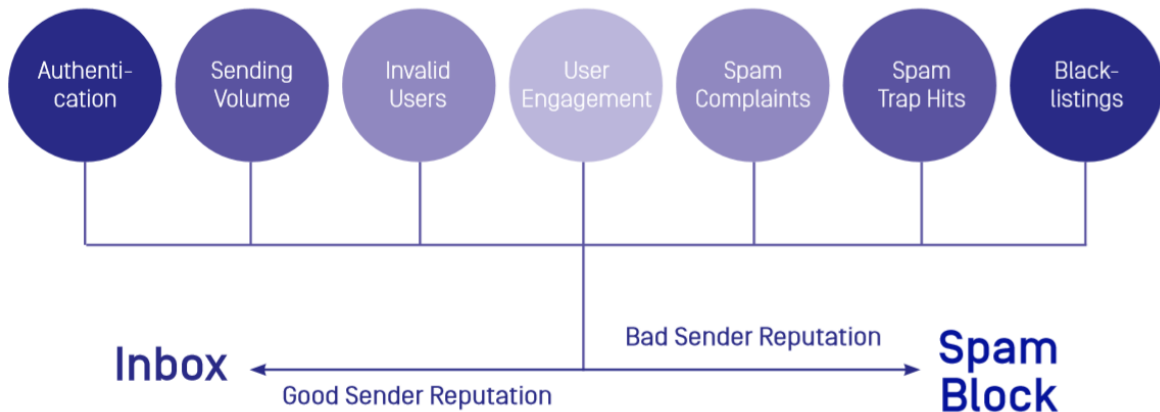 Authenti-
cation
Sending
Volume
Invalid
Users
User
Engagement
Spam
Complaints
Spam
Trap Hits
Black-
listings
Bad Sender Reputation
Inbox
Good Sender Reputation
Spam
Block